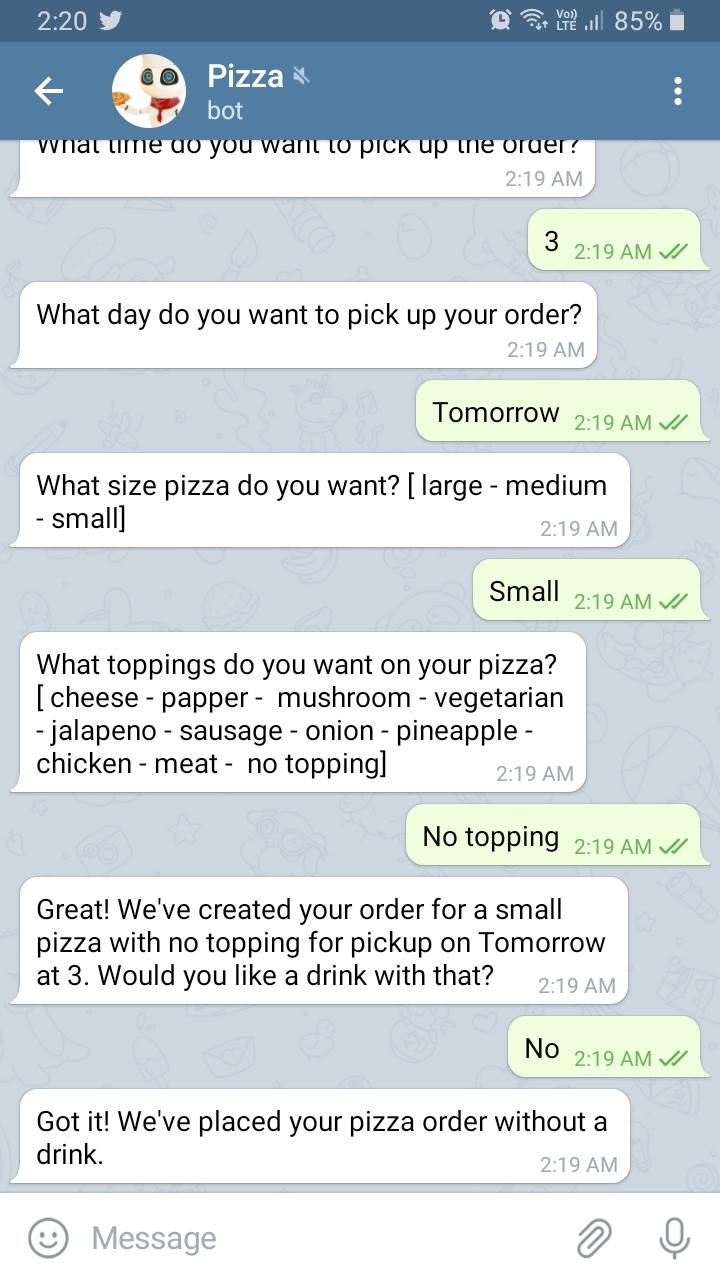 2:20
Vo))
LTE
85%
Pizza
bot
What time do you want to pick up the order?
2:19 AM
3 2:19 AM
What day do you want to pick up your order?
2:19 AM
Tomorrow 2:19 AM
What size pizza do you want? [ large - medium
- small]
2:19 AM
Small 2:19 AM
What toppings do you want on your pizza?
[ cheese - papper -  mushroom - vegetarian
- jalapeno - sausage - onion - pineapple -
chicken - meat -  no topping]
2:19 AM
No topping 2:19 AM
Great! We've created your order for a small
pizza with no topping for pickup on Tomorrow
at 3. Would you like a drink with that?
2:19 AM
No 2:19 AM
Got it! We've placed your pizza order without a
drink.
2:19 AM
Message